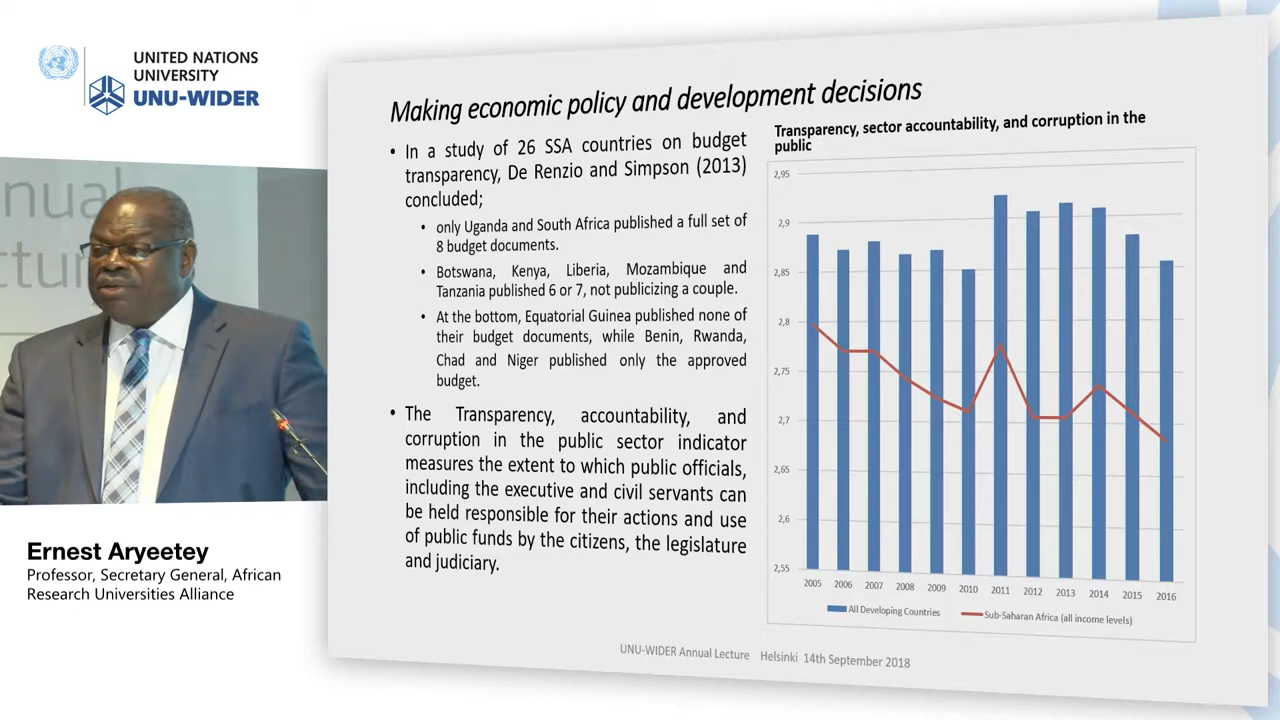 UNITED NATIONS
UNIVERSITY
UNU-WIDER
nual
ctur
Ernest Aryeetey
Professor, Secretary General, African
Research Universities Alliance
Making economic policy and development decisions
• In a study of 26 SSA countries on budget
transparency, De Renzio and Simpson (2013)
concluded;
• only Uganda and South Africa published a full set of
8 budget documents.
• Botswana, Kenya, Liberia, Mozambique and
Tanzania published 6 or 7, not publicizing a couple.
• At the bottom, Equatorial Guinea published none of
their budget documents, while Benin, Rwanda,
Chad and Niger published only the approved
budget.
• The Transparency, accountability, and
corruption in the public sector indicator
measures the extent to which public officials,
including the executive and civil servants can
be held responsible for their actions and use
of public funds by the citizens, the legislature
and judiciary.
Transparency, sector accountability, and corruption in the
public
2,95
2,9
2,85
2,8
2,75
2,7
2,65
2,6
2,55
2005 2006 2007 2008 2009 2010 2011 2012 2013 2014 2015 2016
All Developing Countries Sub-Saharan Africa (all income levels)
UNU-WIDER Annual Lecture Helsinki 14th September 2018